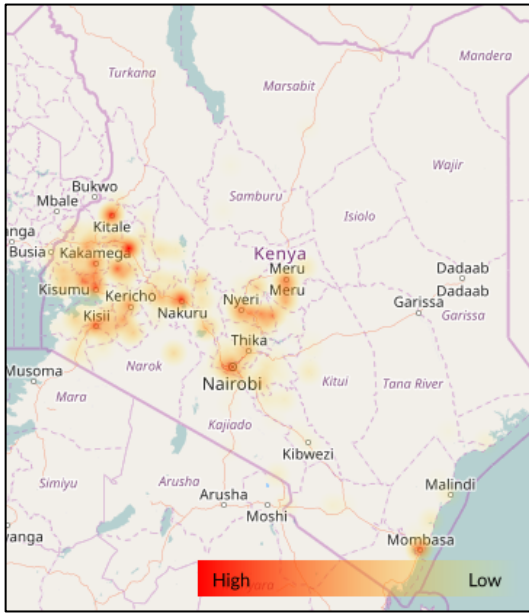 Turkana
Marsabit
Mandera
Wajir
Bukwo
Mbale
Samburu
Isiolo
Kitale
nga
Busia
Kakamega
Kenya
Meru
Meru
Dadaab
Dadaab
Kisumu
Kericho
Nakuru
Nyeri
Garissa
Garissa
Kisii
Thika
Narok
Musoma
Nairobi
Kitui
Tana River
Mara
Kajiado
Kibwezi
Simiyu
Arusha
Malindi
Arusha
Moshi
wanga
Mombasa
High
Low